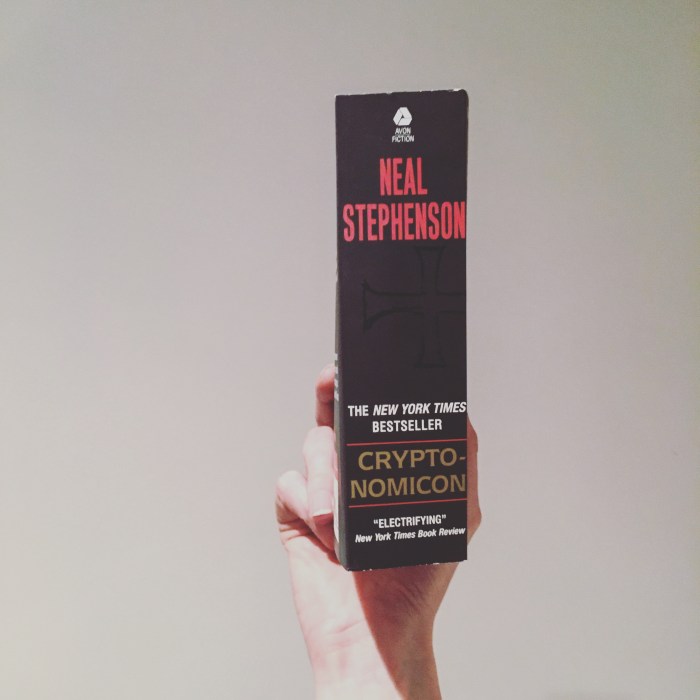 AVON
FICTION
NEAL
STEPHENSON
THE NEW YORK TIMES
BESTSELLER
CRYPTO-
NOMICON
"ELECTRIFYING"
New York Times Book Review